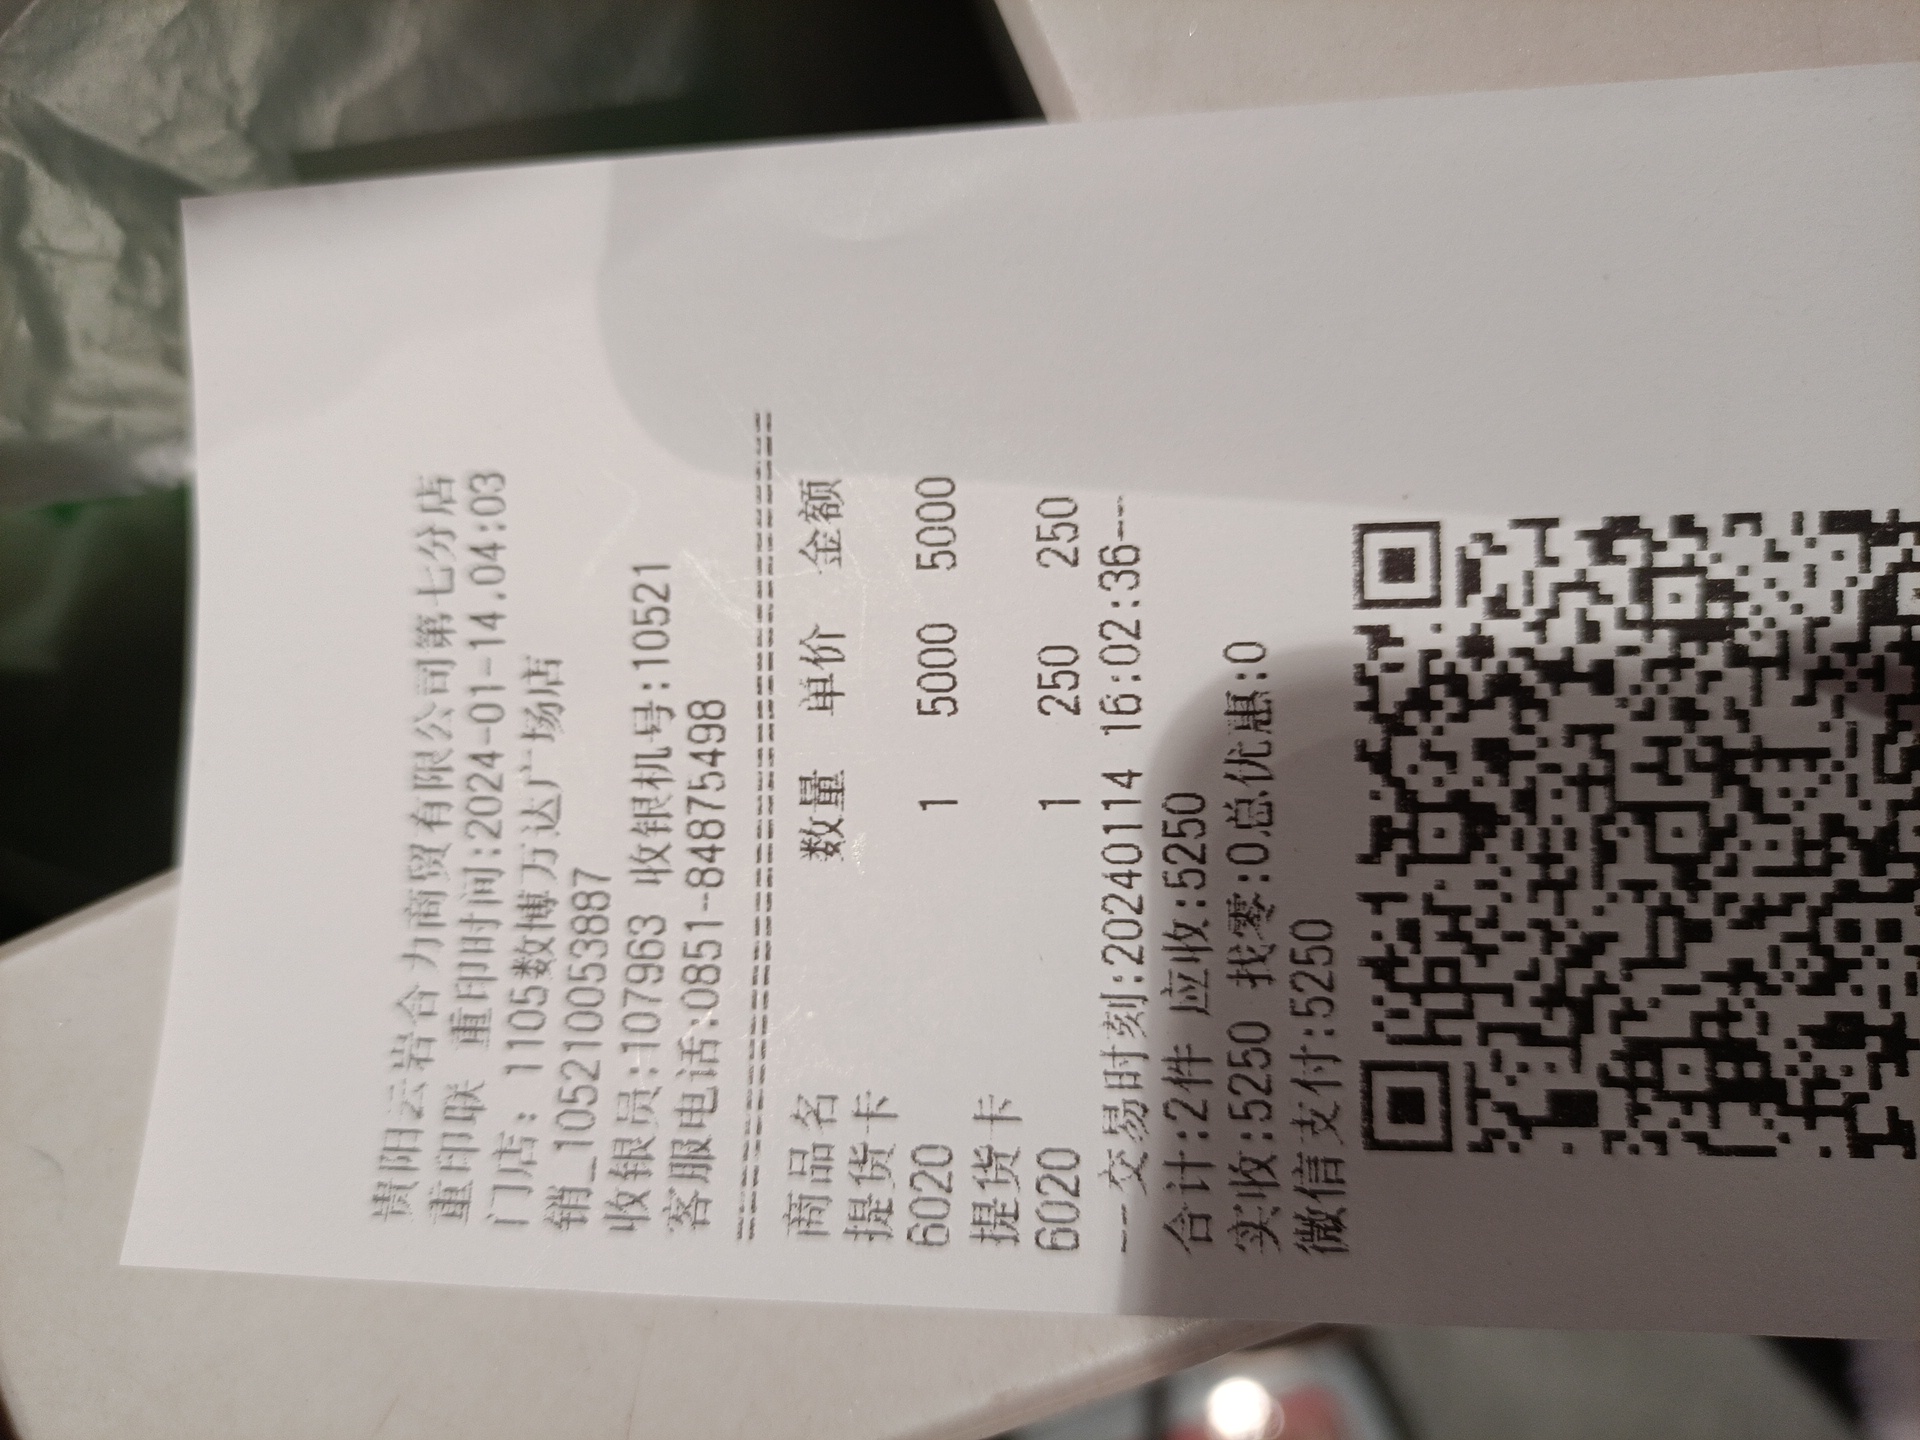 贵阳云岩合力商贸有限公司第七分店
重印联 重印时间:2024-01-14.04:03
门店: 1105数博万达广场店
销_105210053887
收银员:107963 收银机号:10521
客服电话:0851-84875498
================================
商品名 数量 单价 金额
提货卡
6020 1 5000 5000
提货卡
6020 1 250 250
--交易时刻:20240114 16:02:36--
合计:2件 应收:5250
实收:5250 找零:0总优惠:0
微信支付:5250